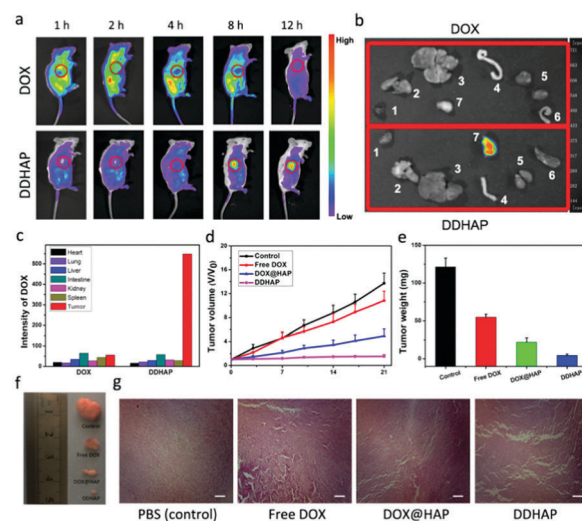 a
1 h 2 h 4 h 8 h 12 h
High
DOX
DDHAP
Low
b
DOX
1 2 3 4 5 6 7
1 2 3 4 5 6 7
DDHAP
c
Intensity of DOX
500
250
0
Heart
Lung
Liver
Intestine
Kidney
Spleen
Tumor
DOX DDHAP
d
Tumor volume (V/V0)
20
15
10
5
0
Control
Free DOX
DOX@HAP
DDHAP
0 7 14 21
e
Tumor weight (mg)
150
100
50
0
Control Free DOX DOX@HAP DDHAP
f
Control
Free DOX
DOX@HAP
DDHAP
g
PBS (control) Free DOX DOX@HAP DDHAP